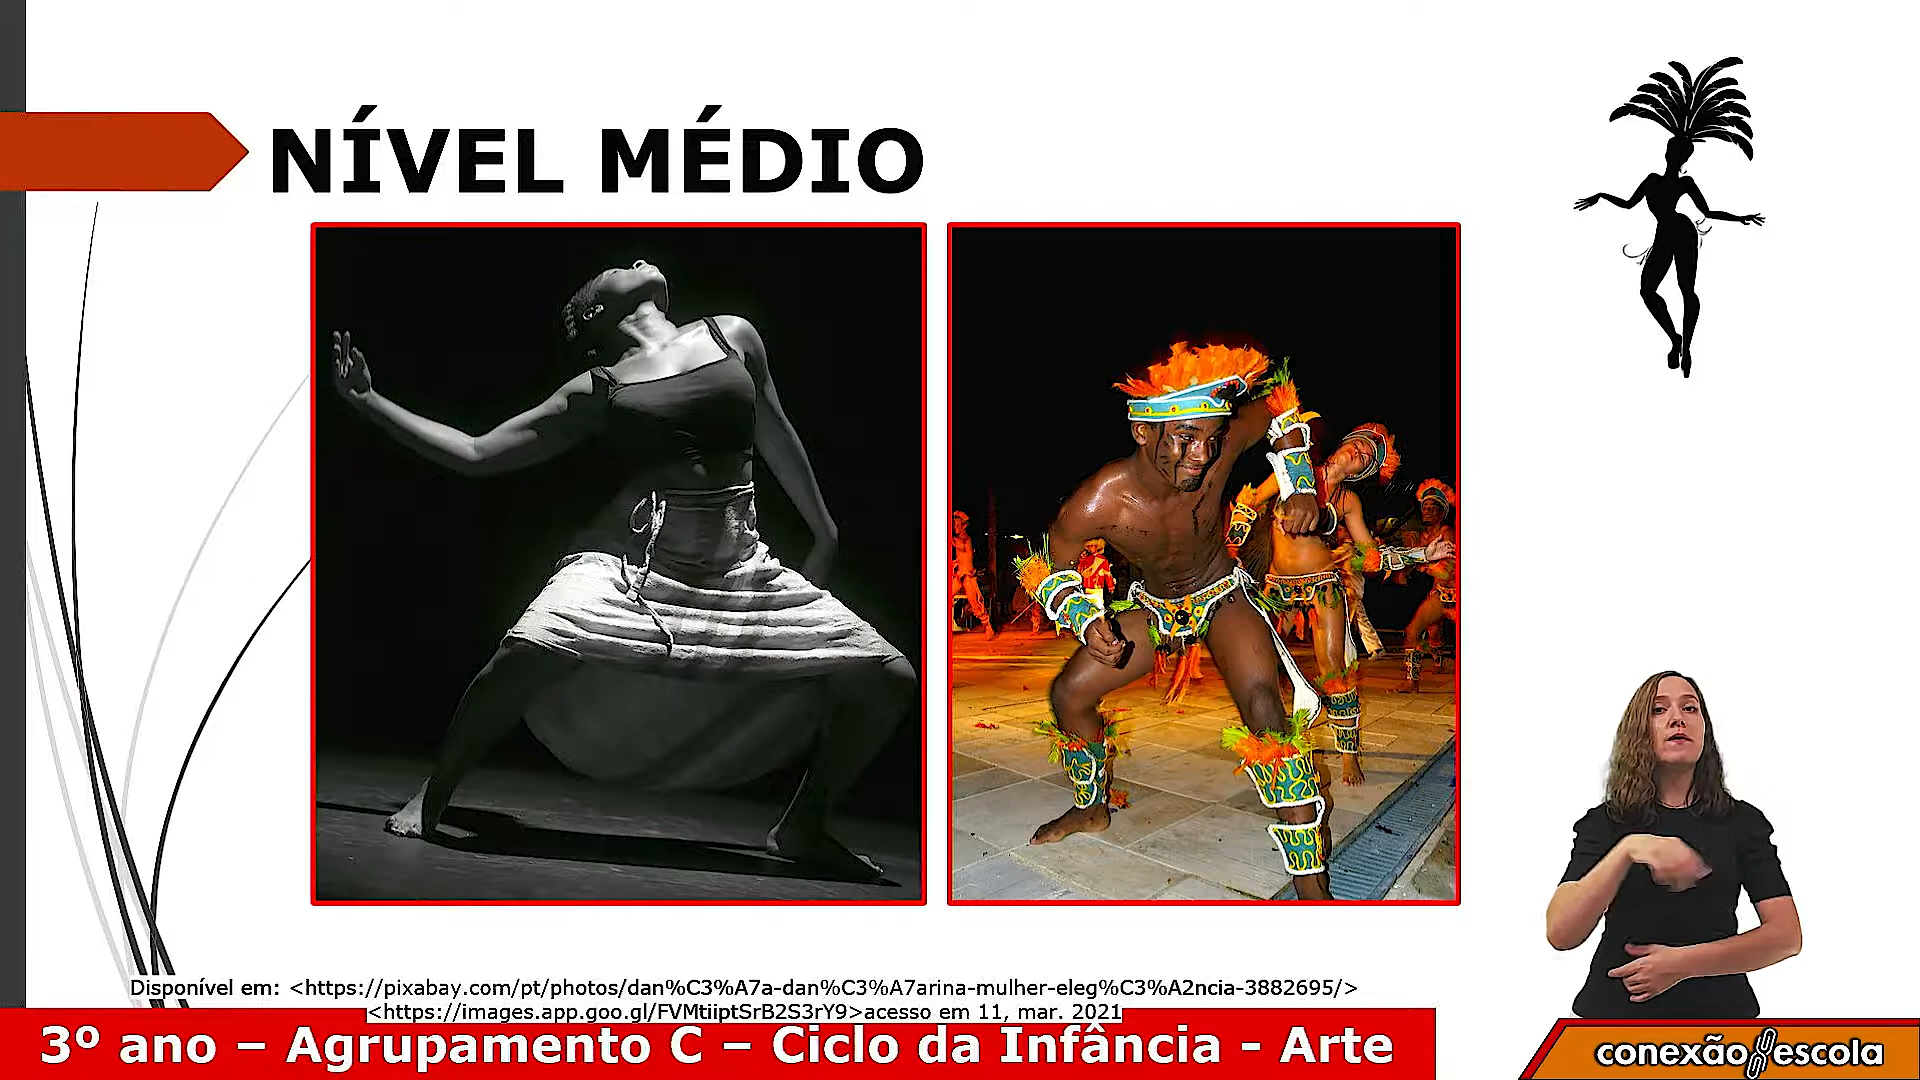 NÍVEL MÉDIO
Disponível em: <https://pixabay.com/pt/photos/dan%C3%A7a-dan%C3%A7arina-mulher-eleg%C3%A2ncia-3882695/>
<https://images.app.goo.gl/FVMtiiptSrB2S3rY9>acesso em 11, mar. 2021
3º ano – Agrupamento C – Ciclo da Infância - Arte
conexão escola